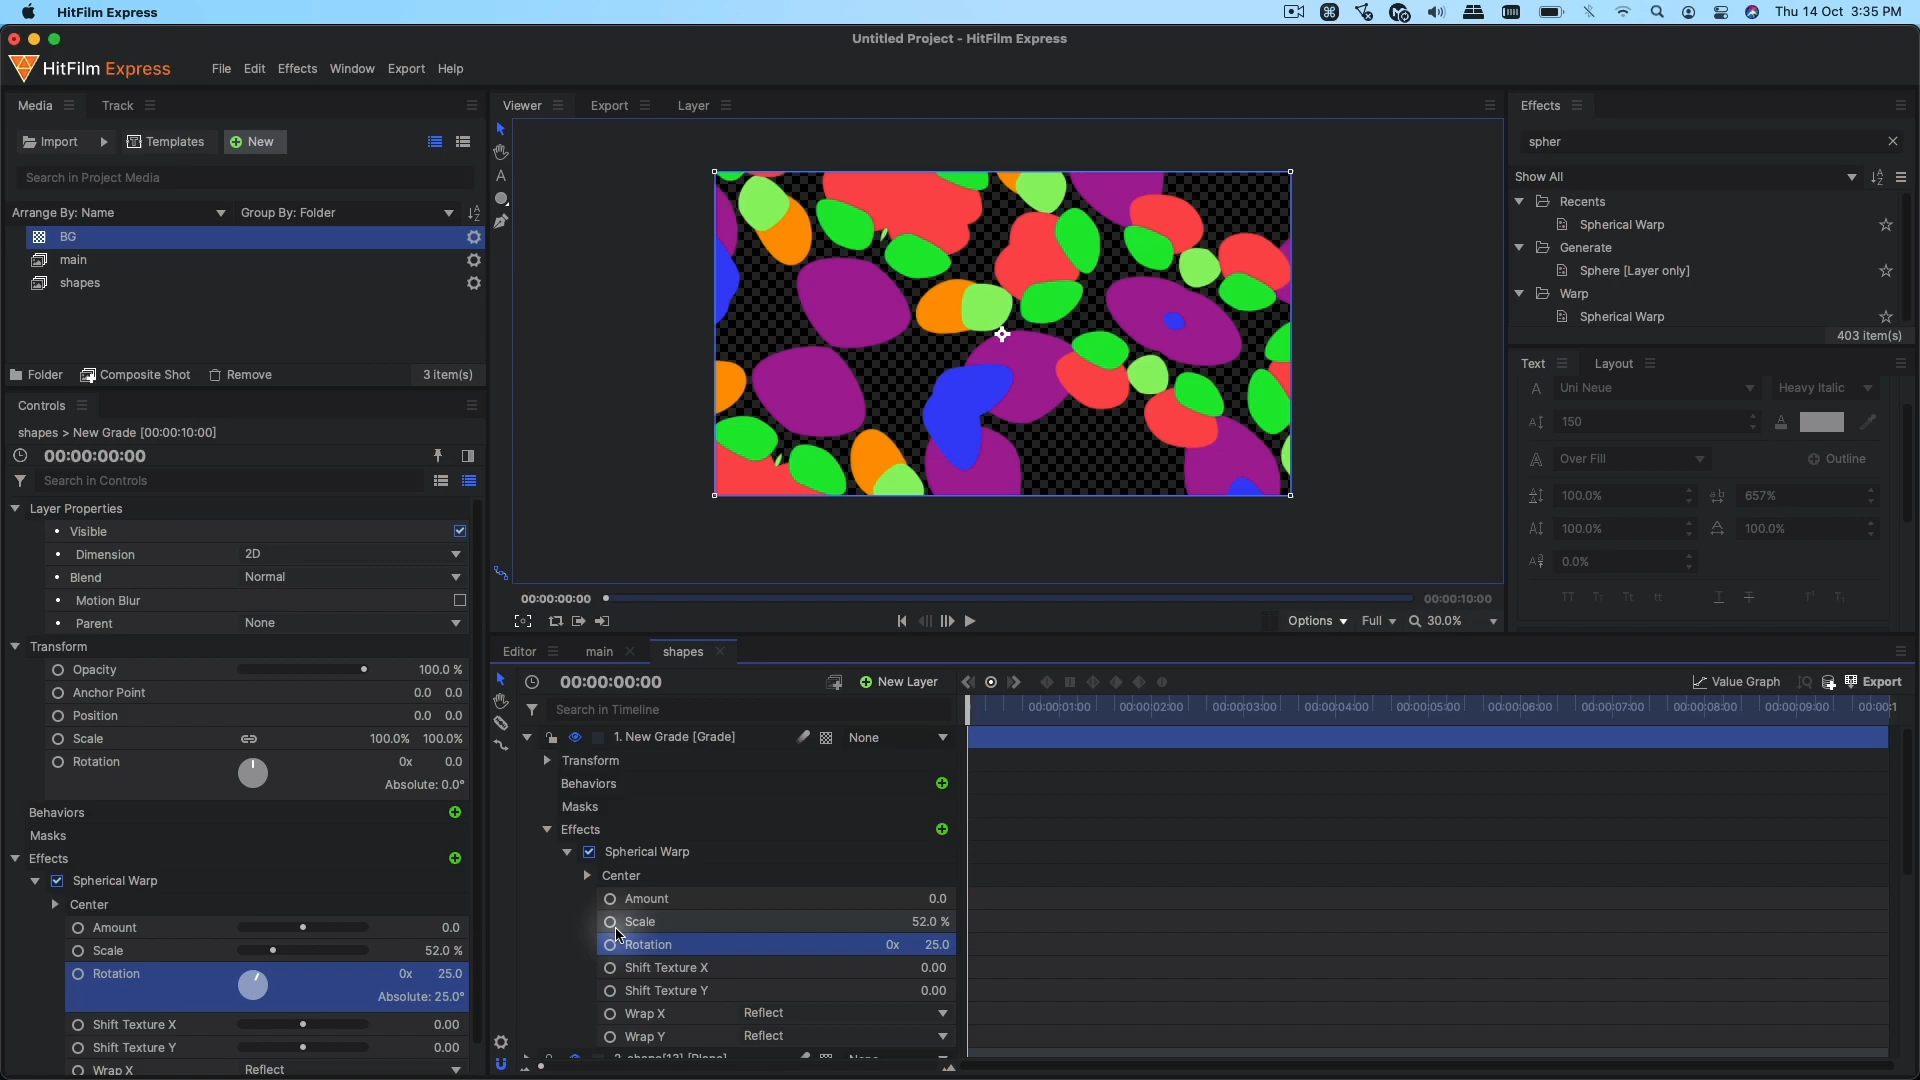 HitFilm Express
Thu 14 Oct 3:35 PM
Untitled Project - HitFilm Express
HitFilm Express
File Edit Effects Window Export Help
Media Track
Import Templates New
Search in Project Media
Arrange By: Name Group By: Folder
BG
main
shapes
Folder Composite Shot Remove 3 item(s)
Controls
shapes > New Grade [00:00:10:00]
00:00:00:00
Search in Controls
Layer Properties
Visible
Dimension 2D
Blend Normal
Motion Blur
Parent None
Transform
Opacity 100.0 %
Anchor Point 0.0 0.0
Position 0.0 0.0
Scale 100.0% 100.0%
Rotation 0x 0.0
Absolute: 0.0°
Behaviors
Masks
Effects
Spherical Warp
Center
Amount 0.0
Scale 52.0 %
Rotation 0x 25.0
Absolute: 25.0°
Shift Texture X 0.00
Shift Texture Y 0.00
Wrap X Reflect
Viewer Export Layer
00:00:00:00 00:00:10:00
Options Full 30.0%
Editor main shapes
00:00:00:00 New Layer Value Graph Export
Search in Timeline
00:00:01:00 00:00:02:00 00:00:03:00 00:00:04:00 00:00:05:00 00:00:06:00 00:00:07:00 00:00:08:00 00:00:09:00 00:00:1
1. New Grade [Grade] None
Transform
Behaviors
Masks
Effects
Spherical Warp
Center
Amount 0.0
Scale 52.0 %
Rotation 0x 25.0
Shift Texture X 0.00
Shift Texture Y 0.00
Wrap X Reflect
Wrap Y Reflect
Effects
spher
Show All
Recents
Spherical Warp
Generate
Sphere [Layer only]
Warp
Spherical Warp
403 item(s)
Text Layout
Uni Neue Heavy Italic
150
Over Fill Outline
100.0% 657%
100.0% 100.0%
0.0%